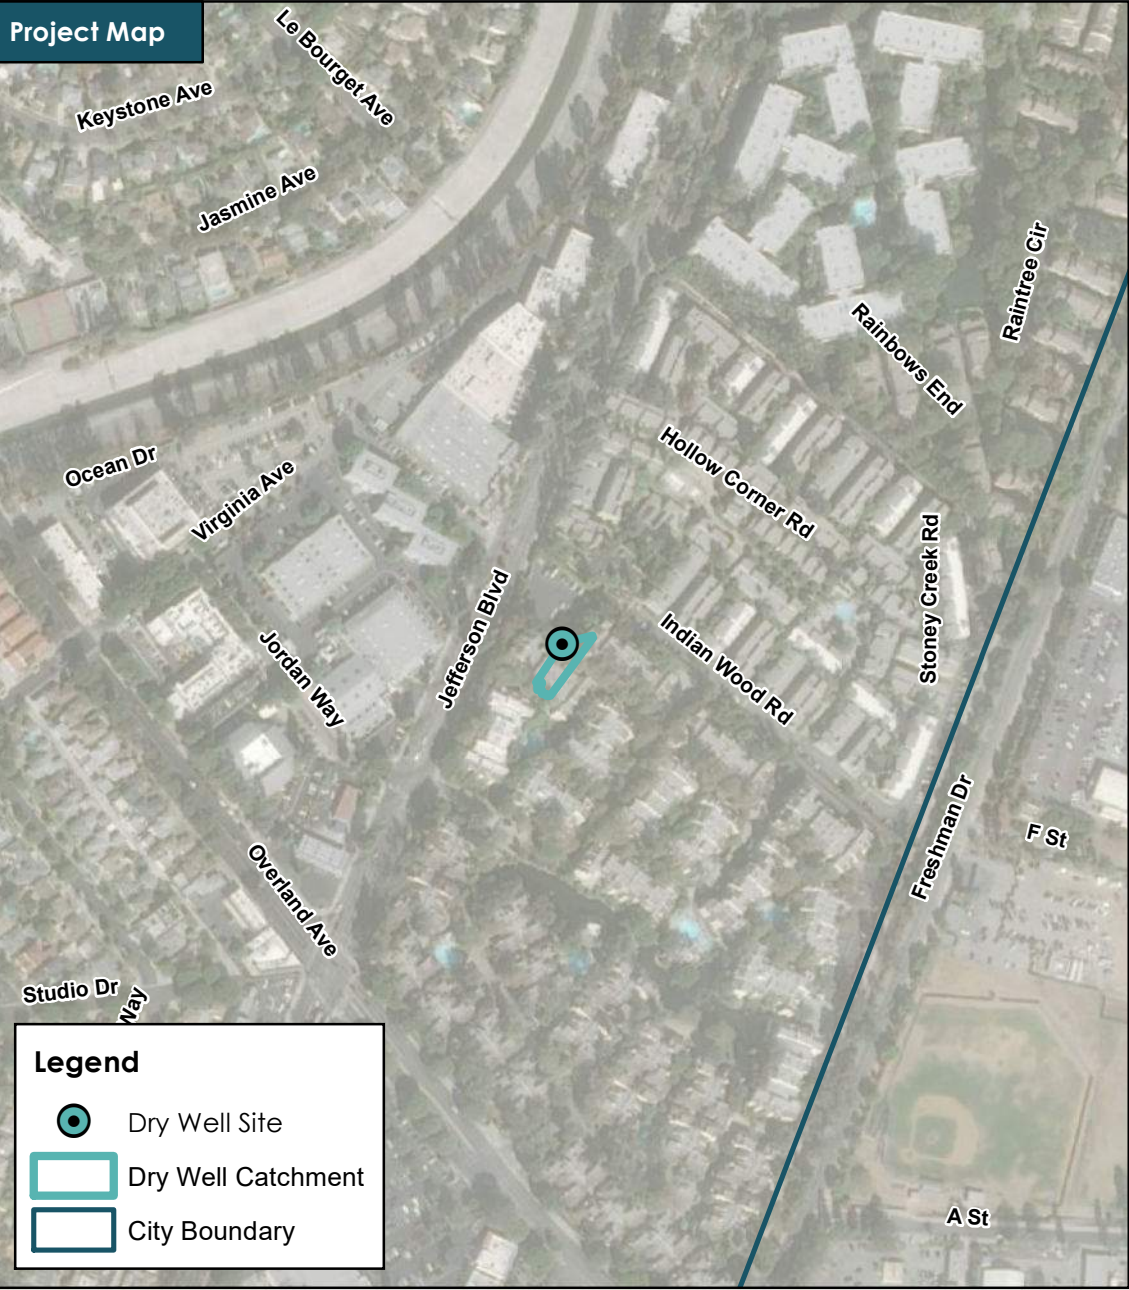 Project Map
Le Bourget Ave
Keystone Ave
Jasmine Ave
Raintree Cir
Rainbows End
Ocean Dr
Virginia Ave
Hollow Corner Rd
Stoney Creek Rd
Jefferson Blvd
Indian Wood Rd
Jordan Way
Freshman Dr
F St
Overland Ave
Studio Dr
Way
A St
Legend
Dry Well Site
Dry Well Catchment
City Boundary